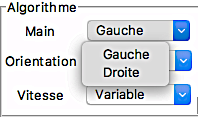 Algorithme
Main Gauche
Gauche
Orientation
Droite
Vitesse Variable